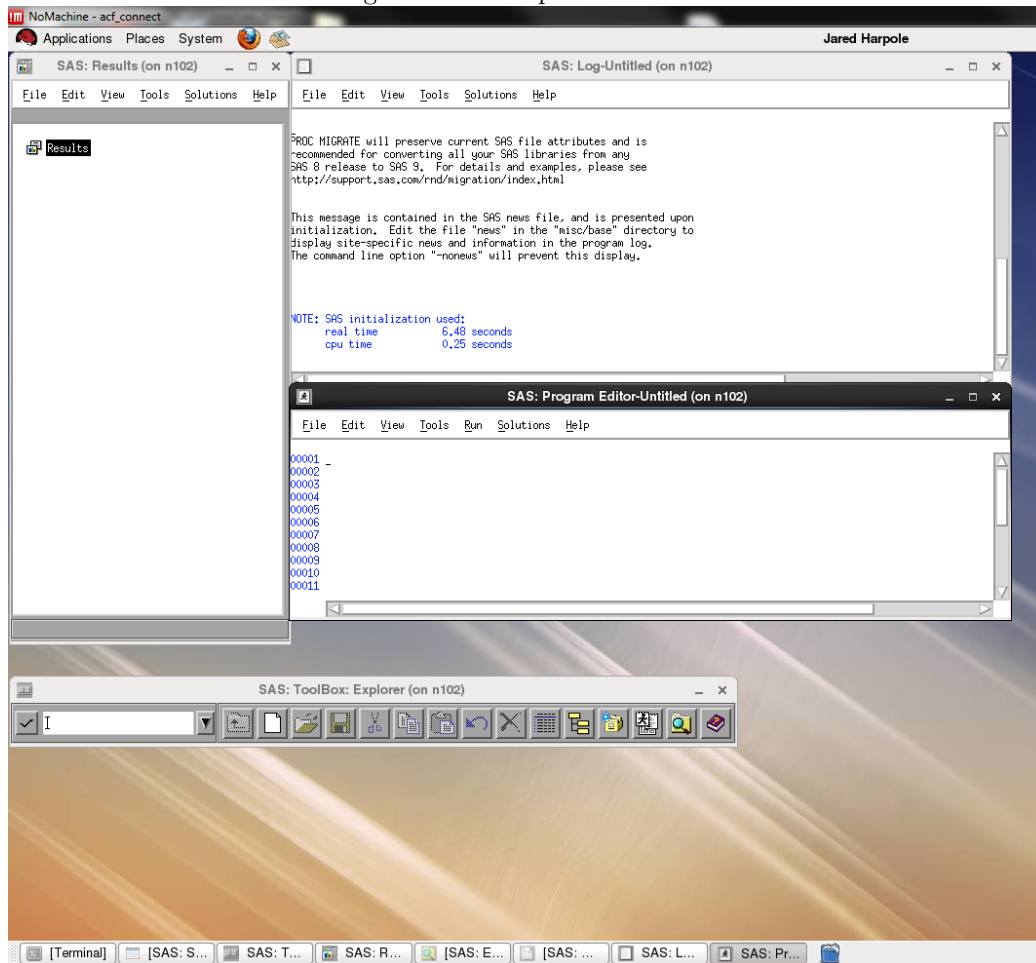 NoMachine - acf_connect
Applications Places System
Jared Harpole
SAS: Results (on n102)
File Edit View Tools Solutions Help
Results
SAS: Log-Untitled (on n102)
File Edit View Tools Solutions Help
PROC MIGRATE will preserve current SAS file attributes and is
recommended for converting all your SAS libraries from any
SAS 8 release to SAS 9. For details and examples, please see
http://support.sas.com/rnd/migration/index.html
This message is contained in the SAS news file, and is presented upon
initialization. Edit the file "news" in the "misc/base" directory to
display site-specific news and information in the program log.
The command line option "-nonews" will prevent this display.
NOTE: SAS initialization used:
real time 6.48 seconds
cpu time 0.25 seconds
SAS: Program Editor-Untitled (on n102)
File Edit View Tools Run Solutions Help
00001
00002
00003
00004
00005
00006
00007
00008
00009
00010
00011
SAS: ToolBox: Explorer (on n102)
[Terminal] [SAS: S... SAS: T... SAS: R... [SAS: E... [SAS: ... SAS: L... SAS: Pr...